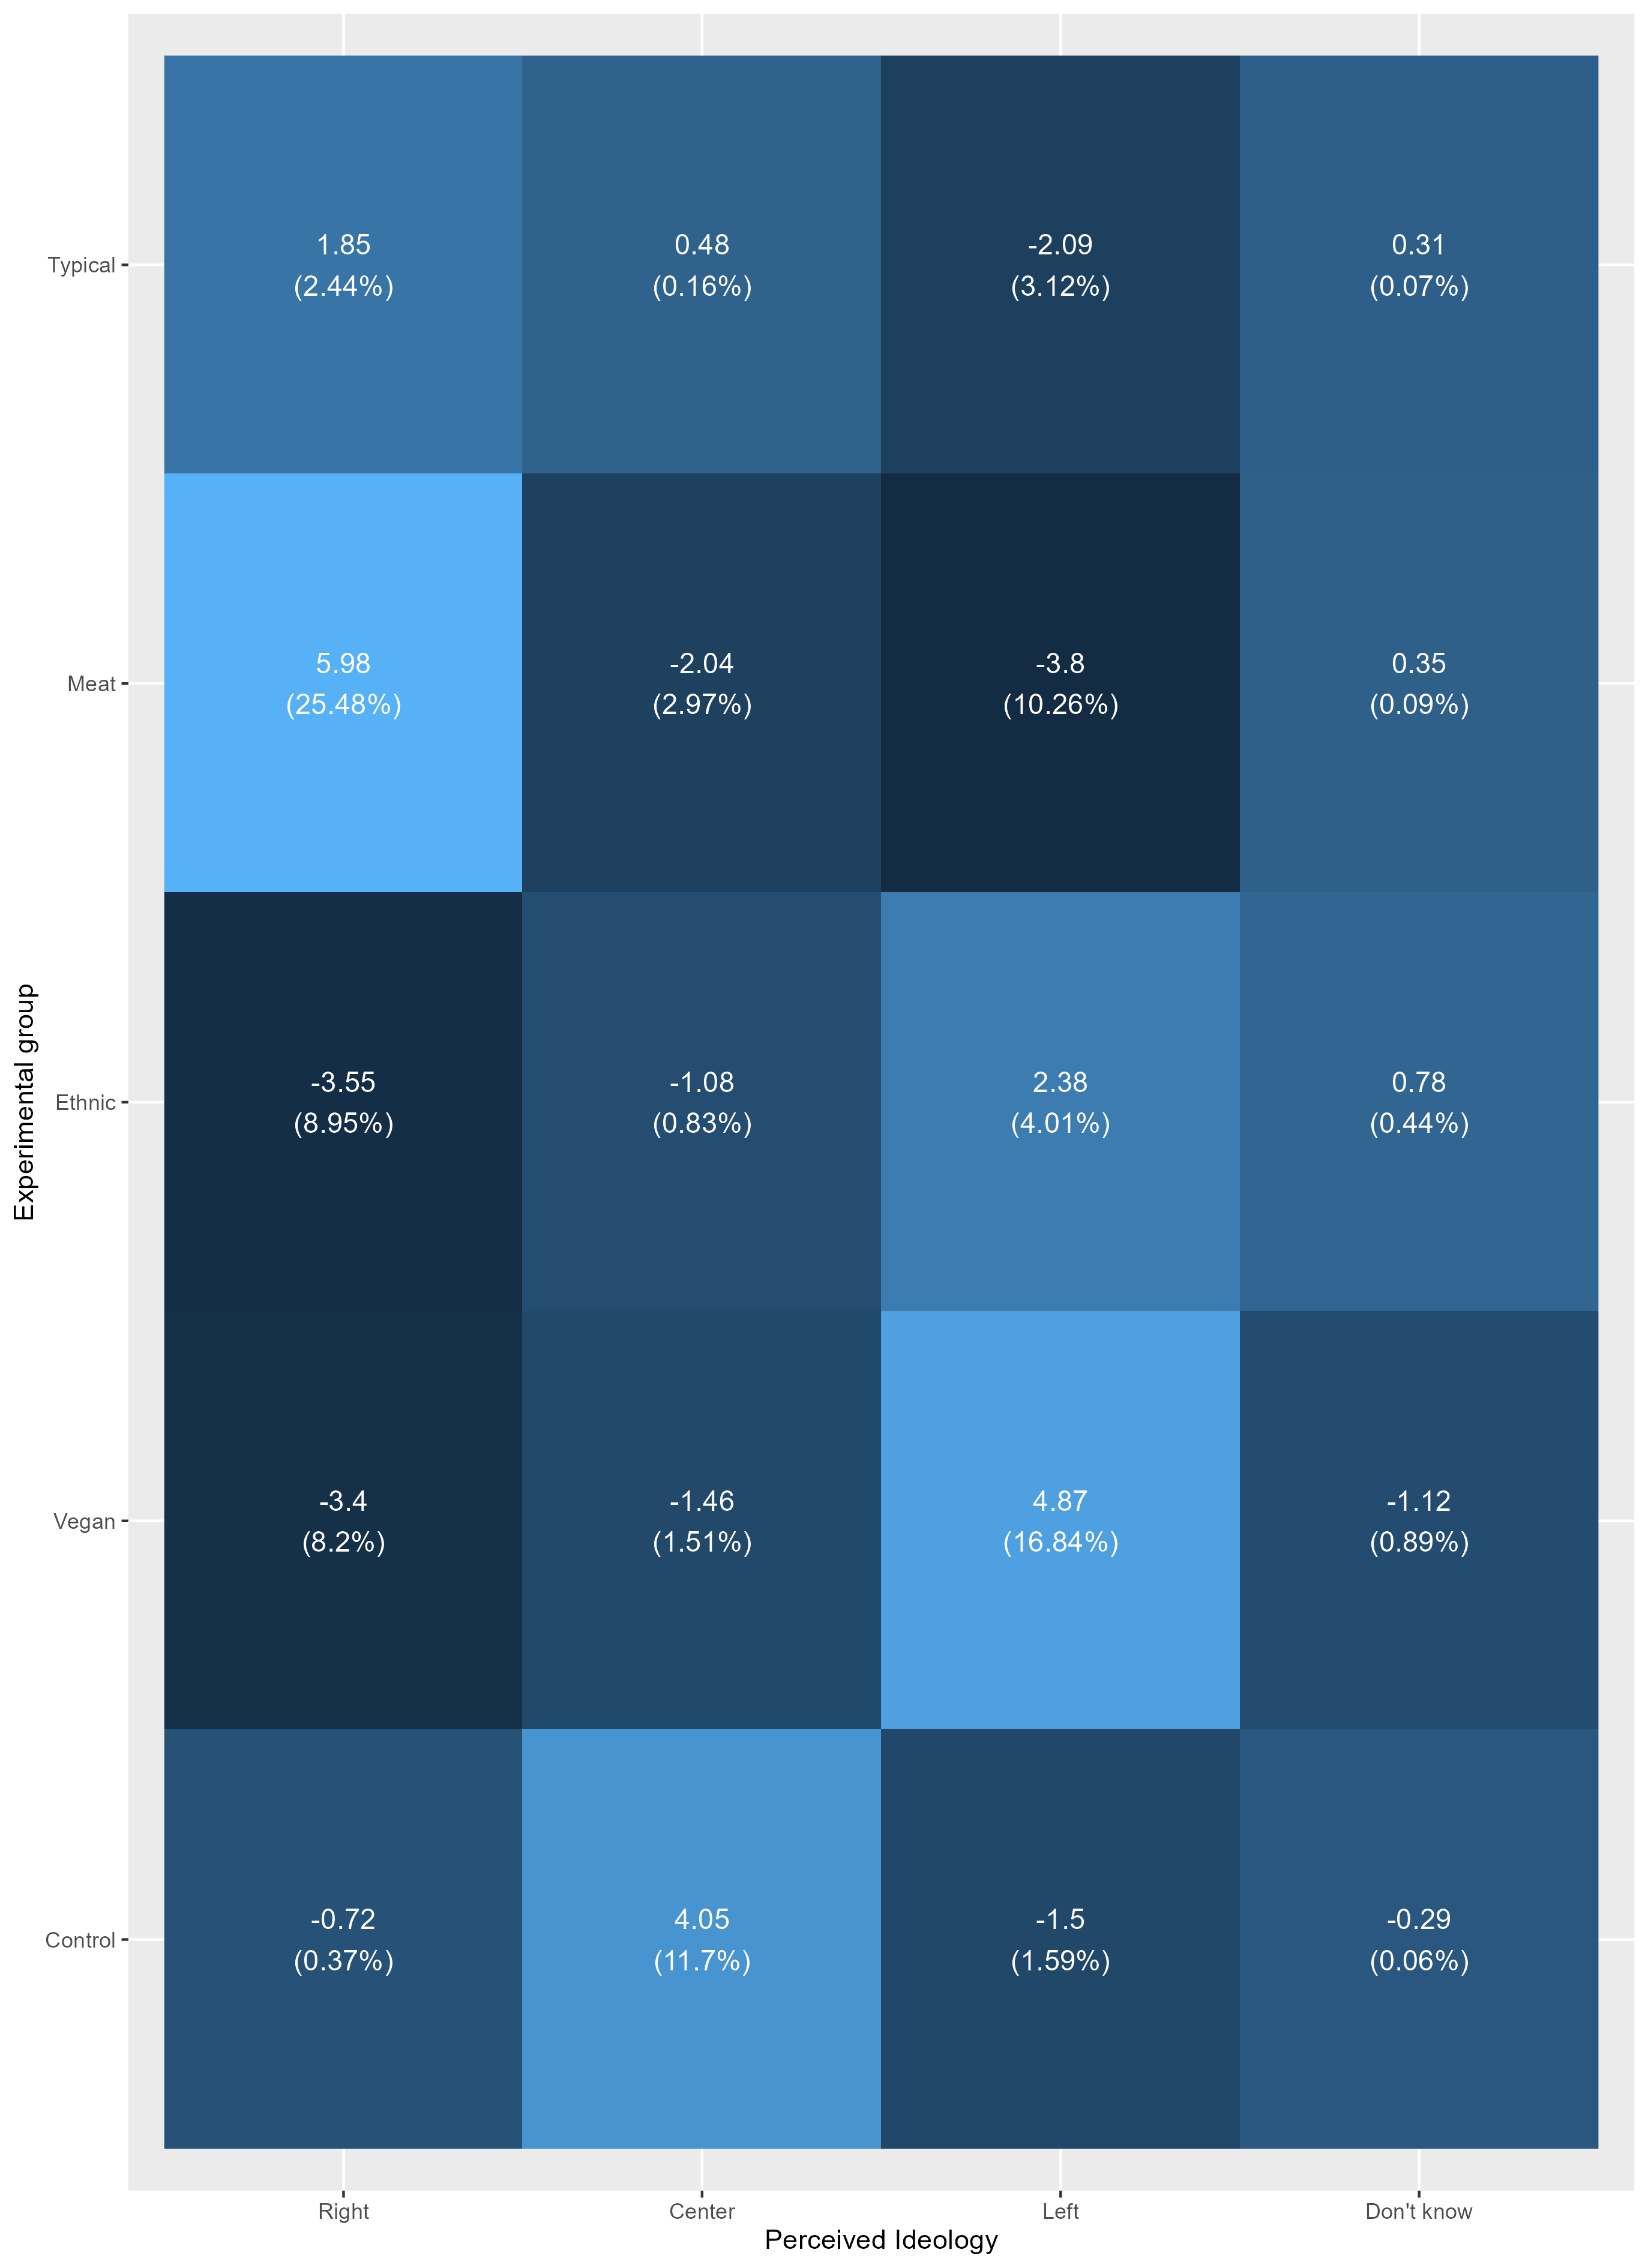 Experimental group
Typical
1.85 0.48 -2.09 0.31
(2.44%) (0.16%) (3.12%) (0.07%)
Meat
5.98 -2.04 -3.8 0.35
(25.48%) (2.97%) (10.26%) (0.09%)
Ethnic
-3.55 -1.08 2.38 0.78
(8.95%) (0.83%) (4.01%) (0.44%)
Vegan
-3.4 -1.46 4.87 -1.12
(8.2%) (1.51%) (16.84%) (0.89%)
Control
-0.72 4.05 -1.5 -0.29
(0.37%) (11.7%) (1.59%) (0.06%)
Right Center Left Don't know
Perceived Ideology